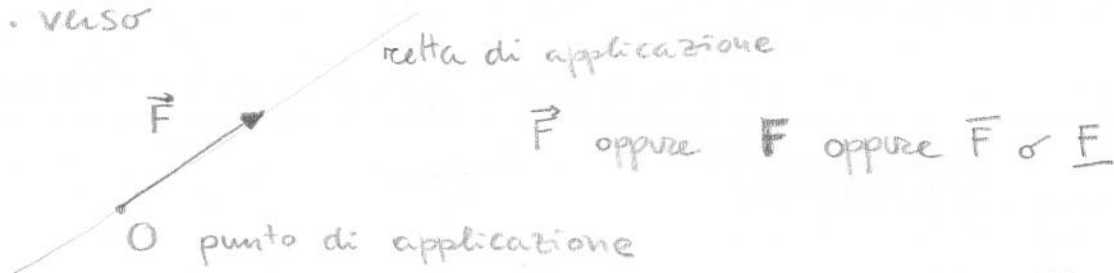 · verso
retta di applicazione
F⃗
F⃗ oppure 𝐅 oppure F̅ o F̲
O punto di applicazione